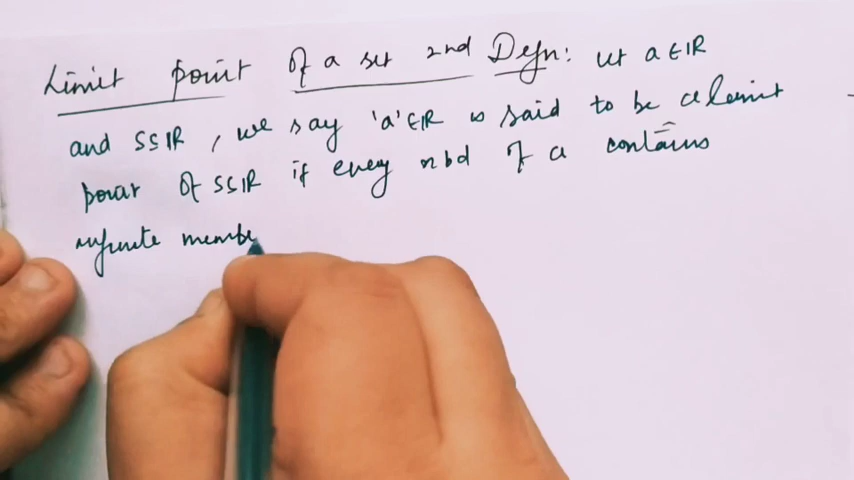 Limit point of a set 2nd Defn: let a ∈ IR
and S ⊆ IR, we say 'a' ∈ IR is said to be a limit
point of S ⊆ IR if every nbd of a contains
infinite membe